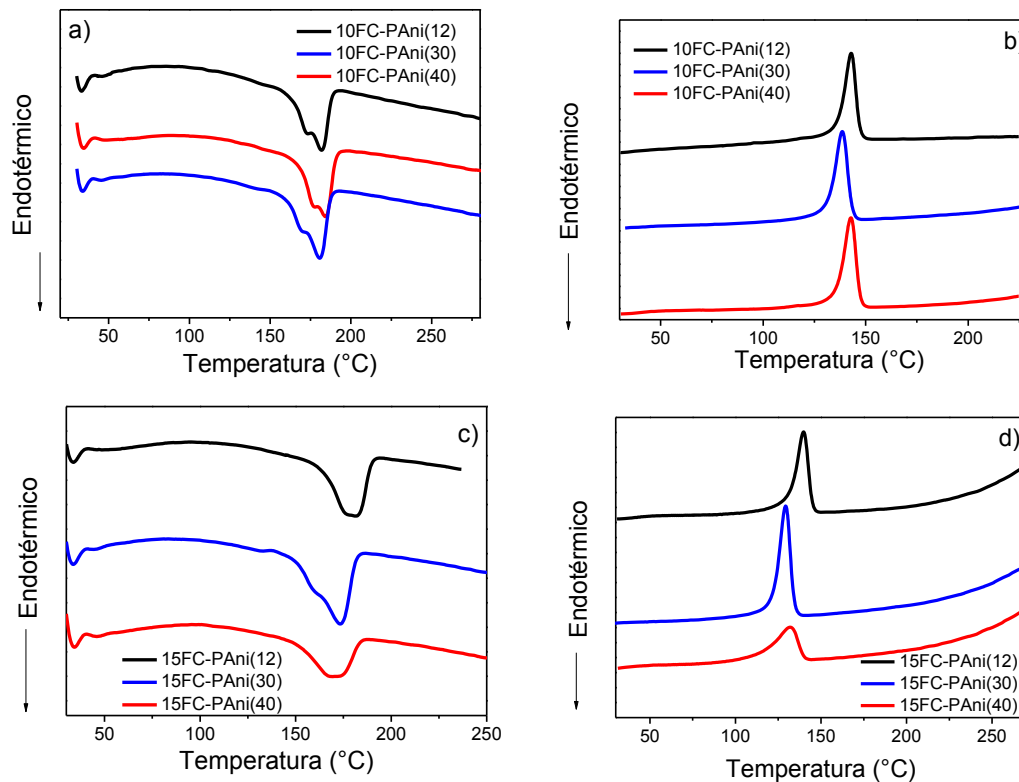 a)
10FC-PAni(12)
10FC-PAni(30)
10FC-PAni(40)
Endotérmico
50 100 150 200 250
Temperatura (°C)
b)
10FC-PAni(12)
10FC-PAni(30)
10FC-PAni(40)
Endotérmico
50 100 150 200
Temperatura (°C)
c)
Endotérmico
15FC-PAni(12)
15FC-PAni(30)
15FC-PAni(40)
50 100 150 200 250
Temperatura (°C)
d)
Endotérmico
15FC-PAni(12)
15FC-PAni(30)
15FC-PAni(40)
50 100 150 200 250
Temperatura (°C)